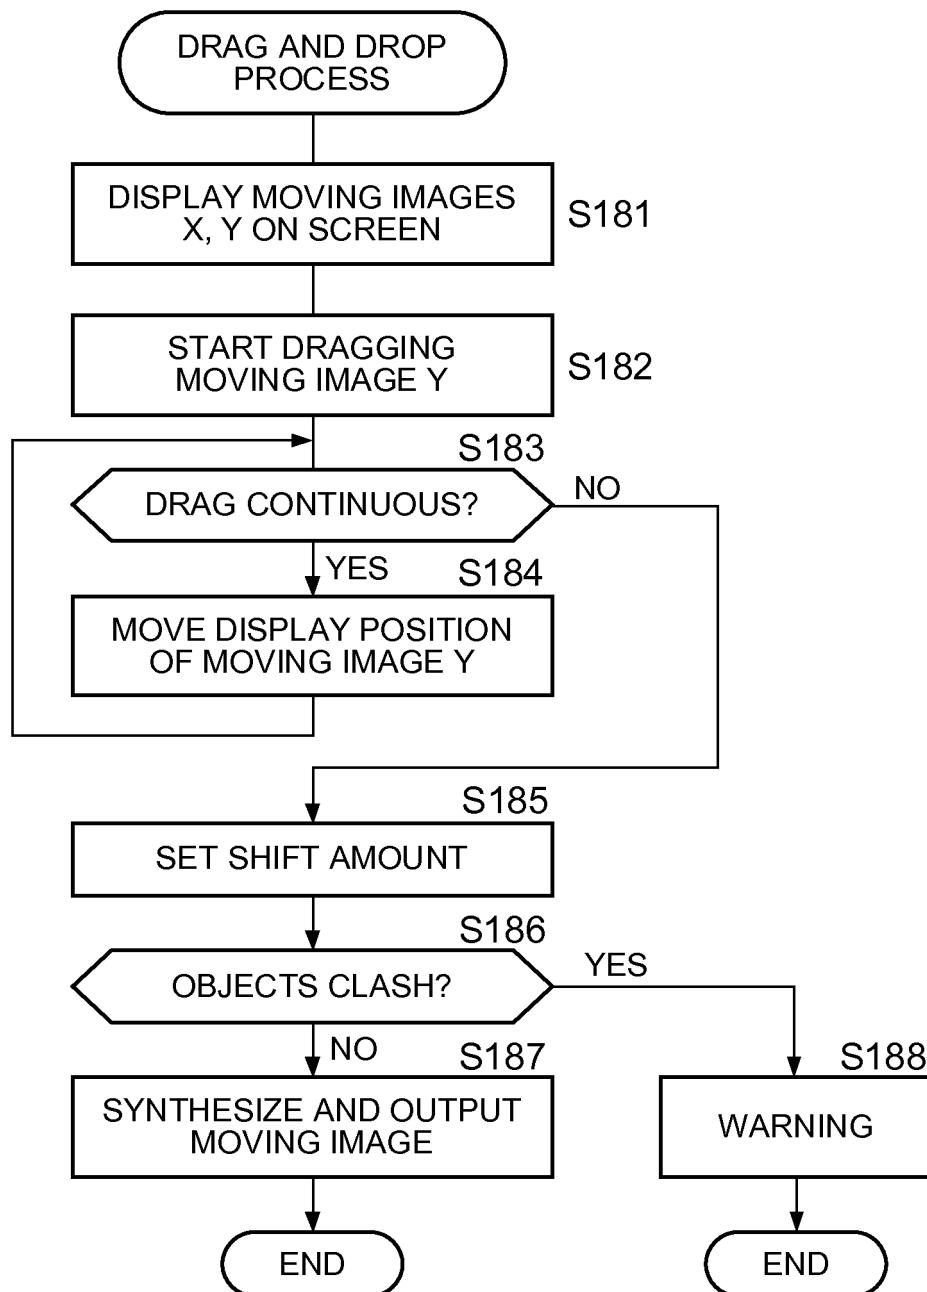 DRAG AND DROP
PROCESS
DISPLAY MOVING IMAGES
X, Y ON SCREEN
S181
START DRAGGING
MOVING IMAGE Y
S182
S183
DRAG CONTINUOUS?
NO
YES
S184
MOVE DISPLAY POSITION
OF MOVING IMAGE Y
S185
SET SHIFT AMOUNT
S186
OBJECTS CLASH?
YES
NO
S187
SYNTHESIZE AND OUTPUT
MOVING IMAGE
S188
WARNING
END
END